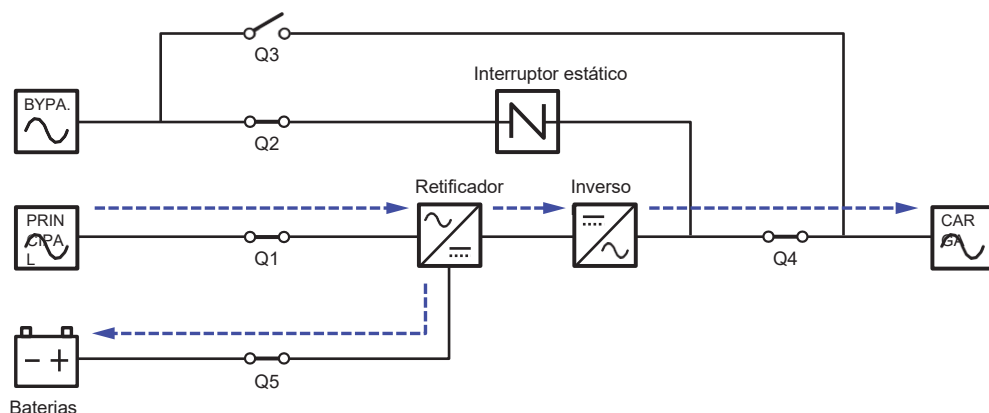 Q3
Interruptor estático
BYPA.
Q2
Retificador
Inverso
PRIN
CIPA
L
Q1
Q4
CAR
GA
Q5
Baterias